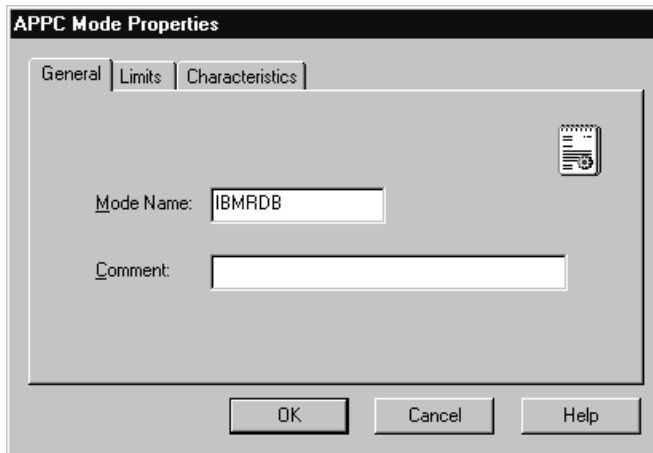 APPC Mode Properties
General Limits Characteristics
Mode Name: IBMRDB
Comment:
OK Cancel Help